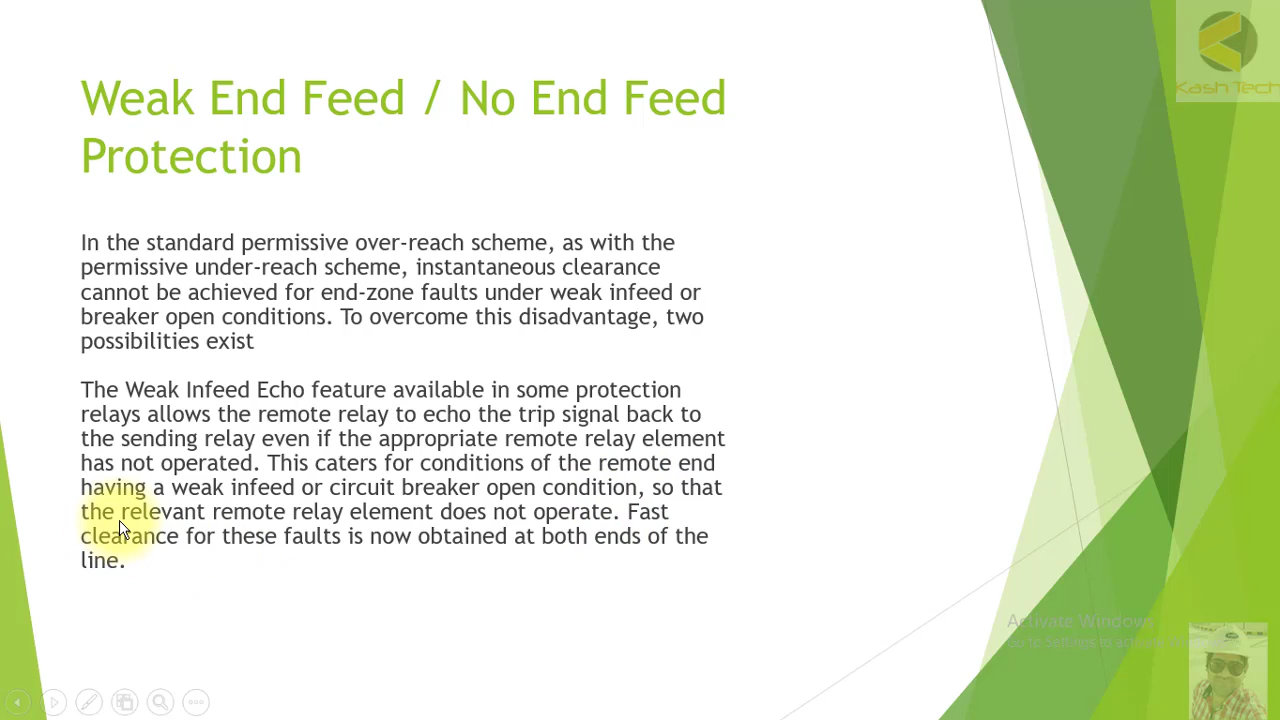 Kash Tech
Weak End Feed / No End Feed
Protection
In the standard permissive over-reach scheme, as with the
permissive under-reach scheme, instantaneous clearance
cannot be achieved for end-zone faults under weak infeed or
breaker open conditions. To overcome this disadvantage, two
possibilities exist
The Weak Infeed Echo feature available in some protection
relays allows the remote relay to echo the trip signal back to
the sending relay even if the appropriate remote relay element
has not operated. This caters for conditions of the remote end
having a weak infeed or circuit breaker open condition, so that
the relevant remote relay element does not operate. Fast
clearance for these faults is now obtained at both ends of the
line.
Activate Windows
Go to Settings to activate